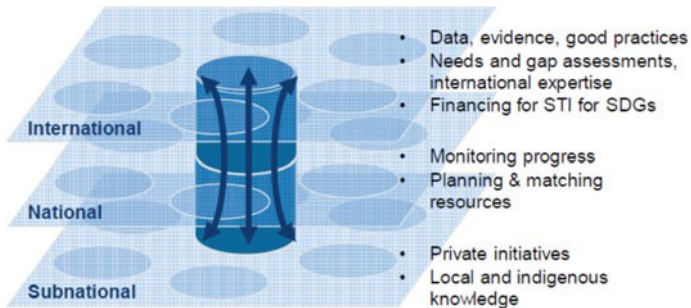 International
• Data, evidence, good practices
• Needs and gap assessments,
international expertise
• Financing for STI for SDGs
National
• Monitoring progress
• Planning & matching
resources
Subnational
• Private initiatives
• Local and indigenous
knowledge